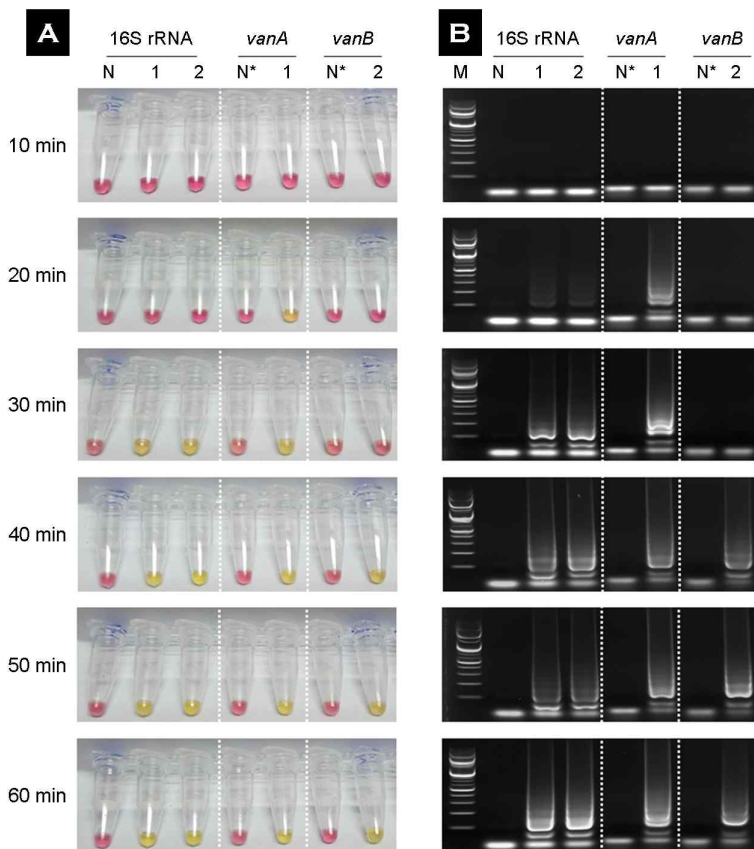 A
16S rRNA vanA vanB
N 1 2 N* 1 N* 2
B
16S rRNA vanA vanB
M N 1 2 N* 1 N* 2
10 min
20 min
30 min
40 min
50 min
60 min